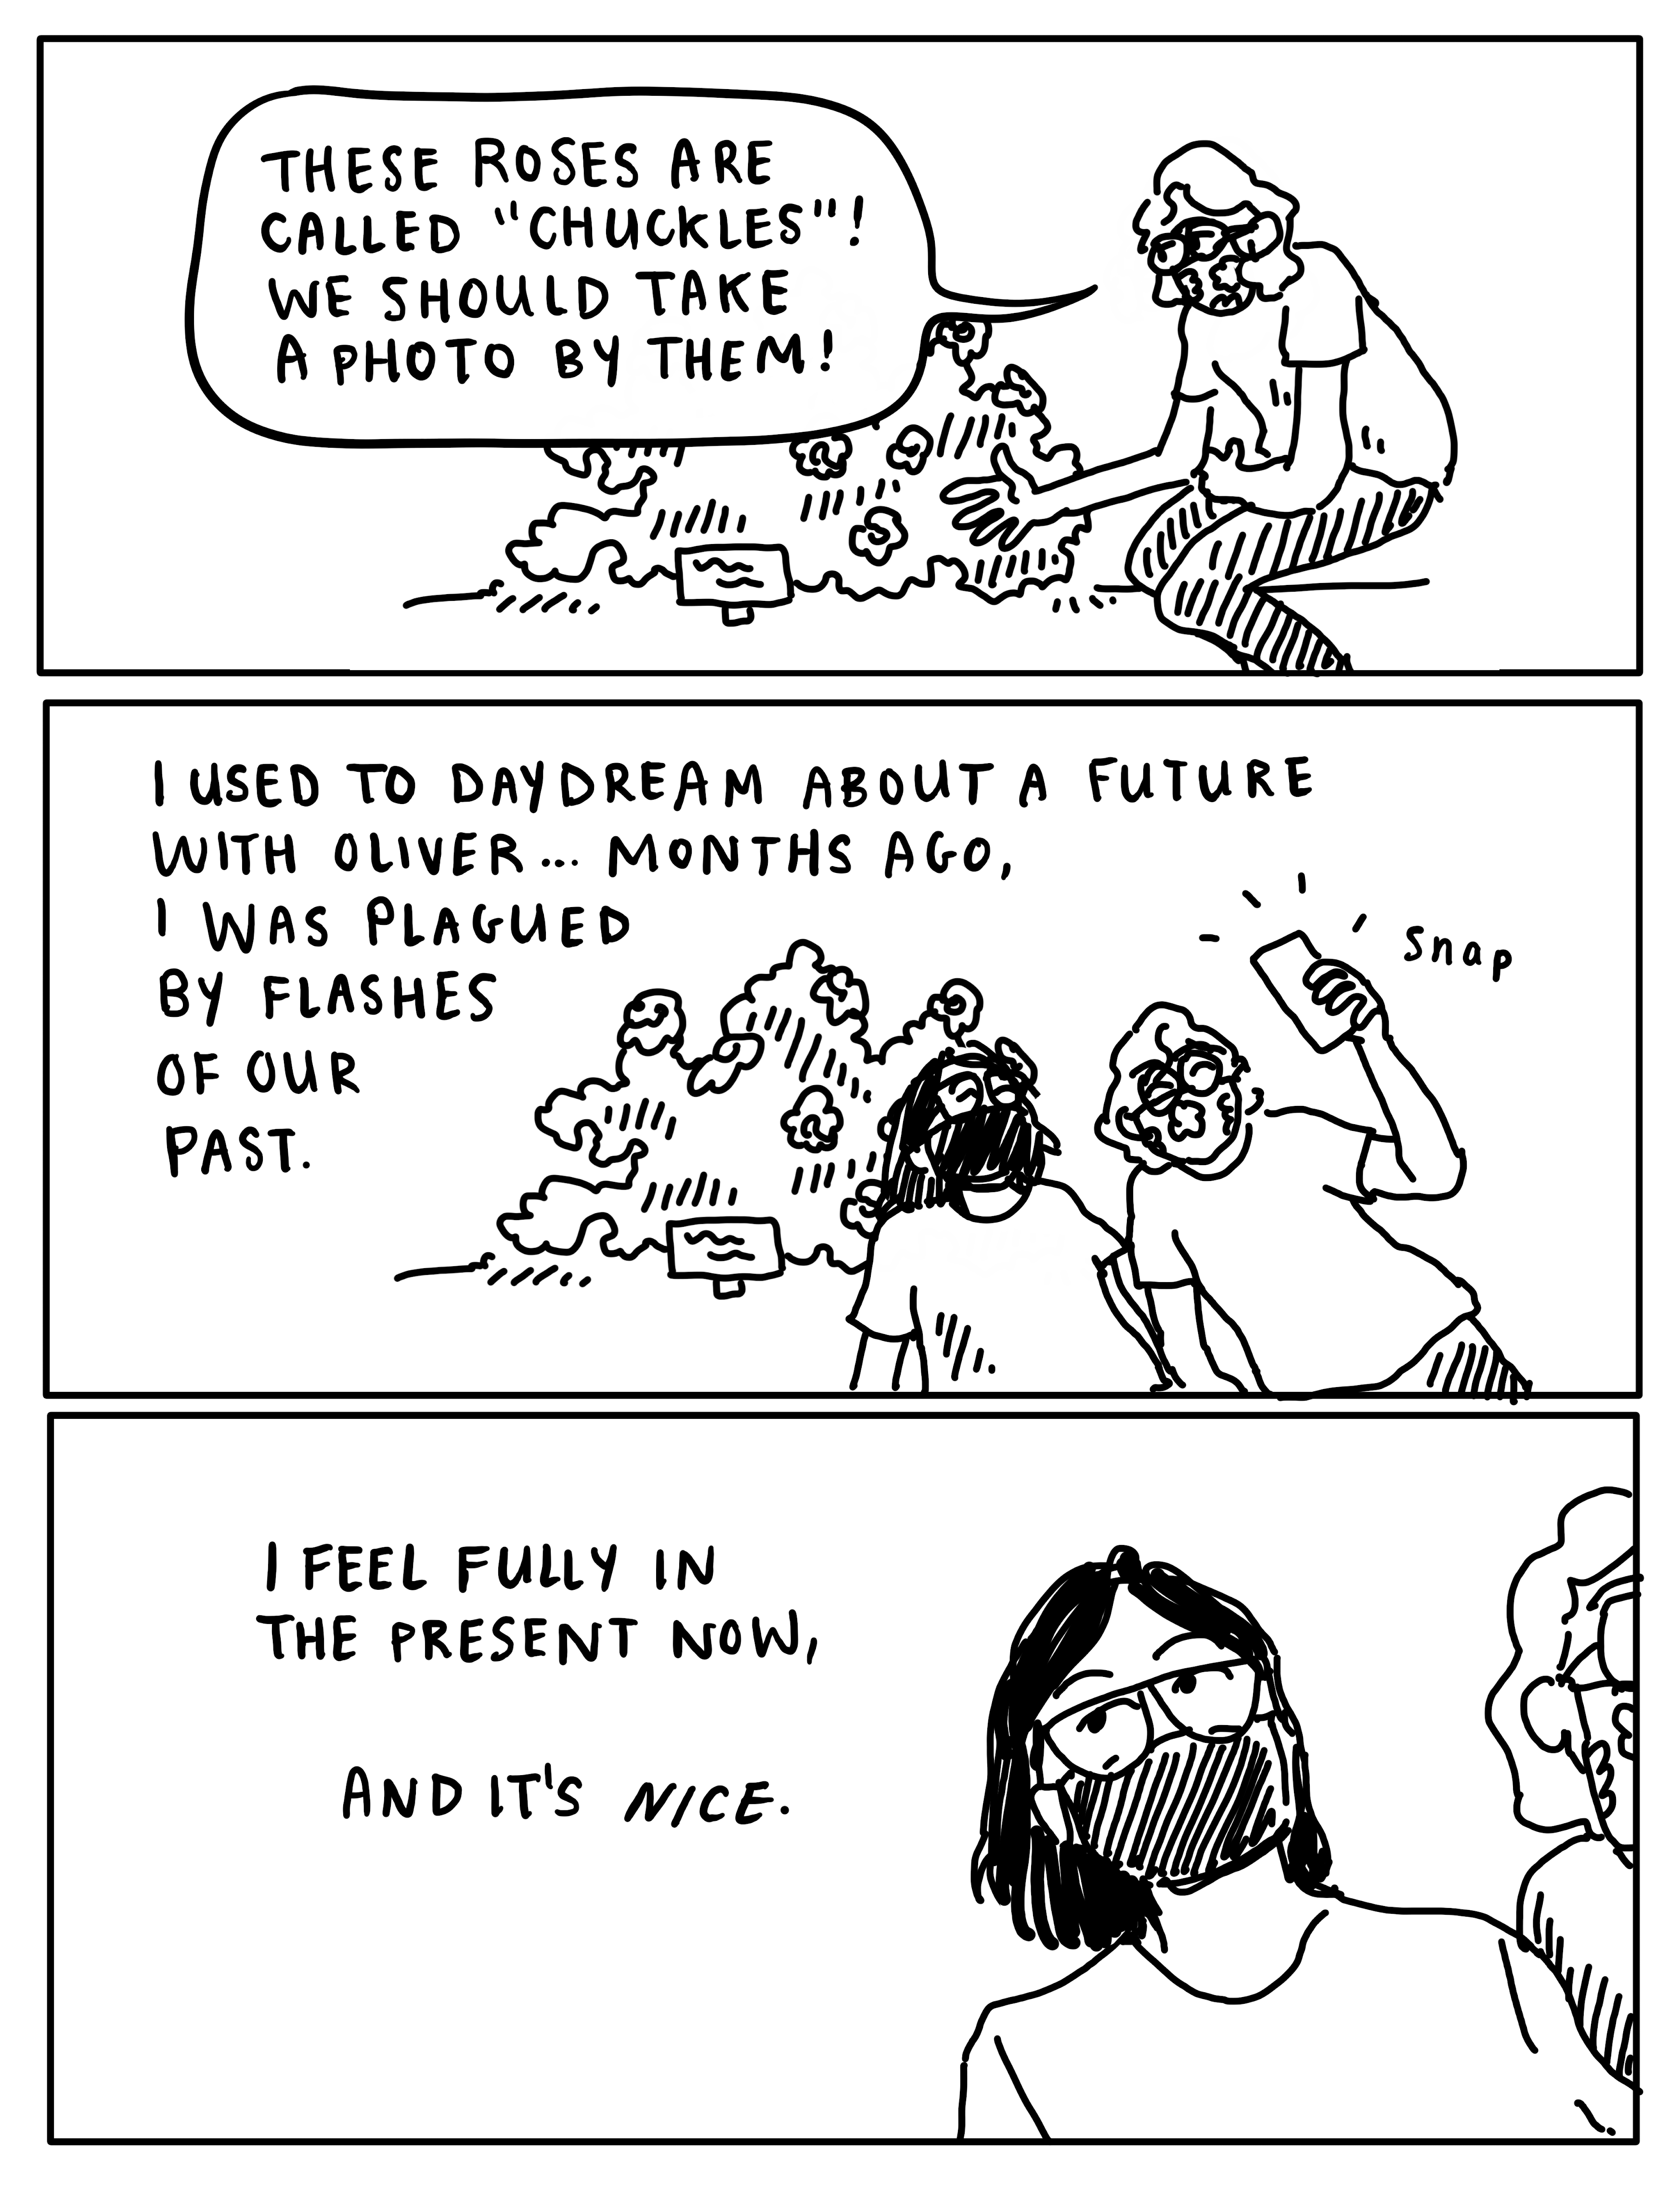 THESE ROSES ARE
CALLED "CHUCKLES"!
WE SHOULD TAKE
A PHOTO BY THEM!
I USED TO DAYDREAM ABOUT A FUTURE
WITH OLIVER... MONTHS AGO,
I WAS PLAGUED
BY FLASHES
OF OUR
PAST.
snap
I FEEL FULLY IN
THE PRESENT NOW,
AND IT'S NICE.